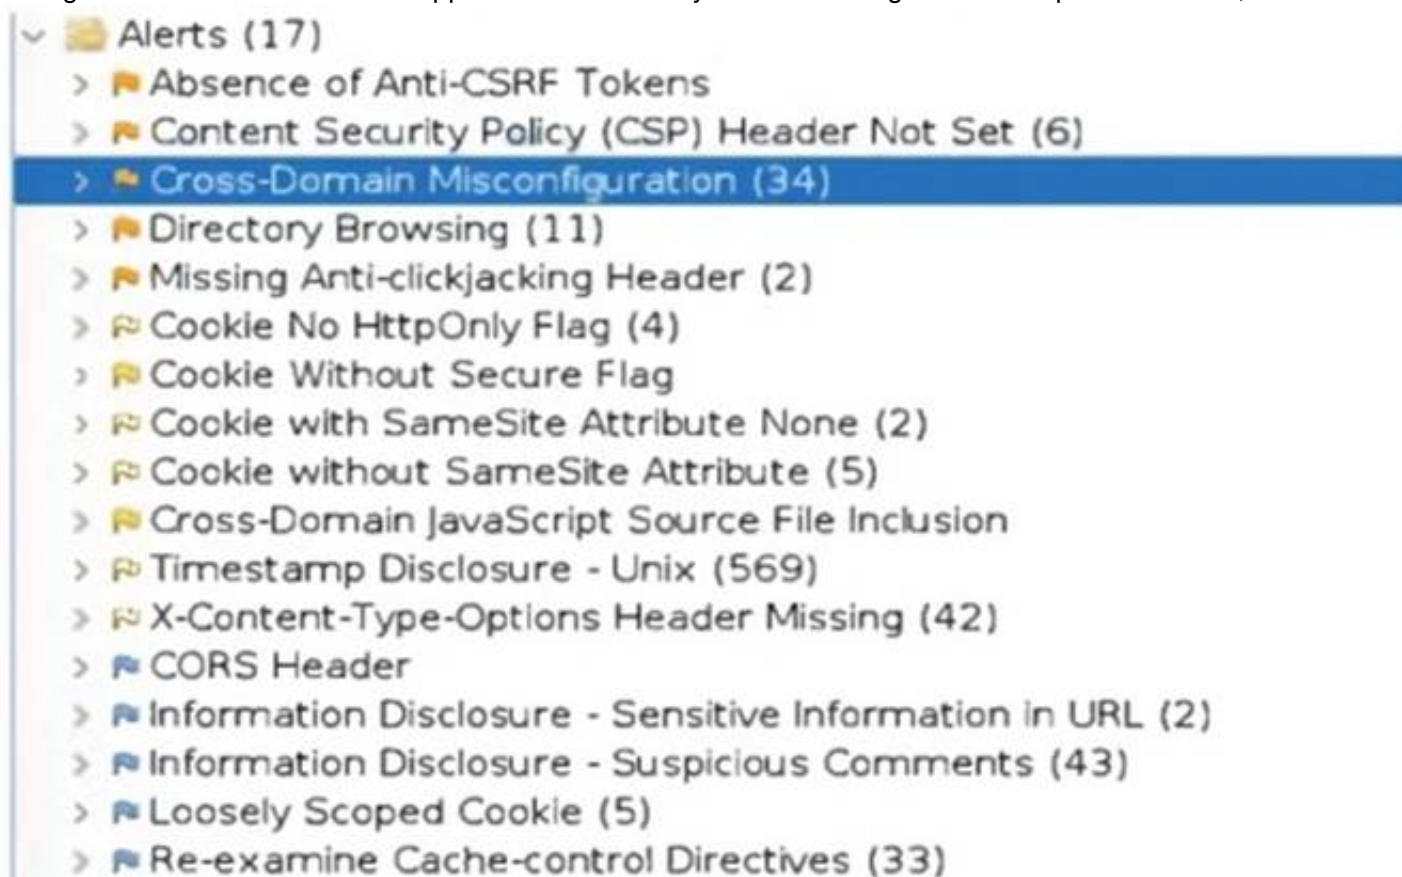 Alerts (17)
Absence of Anti-CSRF Tokens
Content Security Policy (CSP) Header Not Set (6)
Cross-Domain Misconfiguration (34)
Directory Browsing (11)
Missing Anti-clickjacking Header (2)
Cookie No HttpOnly Flag (4)
Cookie Without Secure Flag
Cookie with SameSite Attribute None (2)
Cookie without SameSite Attribute (5)
Cross-Domain JavaScript Source File Inclusion
Timestamp Disclosure - Unix (569)
X-Content-Type-Options Header Missing (42)
CORS Header
Information Disclosure - Sensitive Information in URL (2)
Information Disclosure - Suspicious Comments (43)
Loosely Scoped Cookie (5)
Re-examine Cache-control Directives (33)